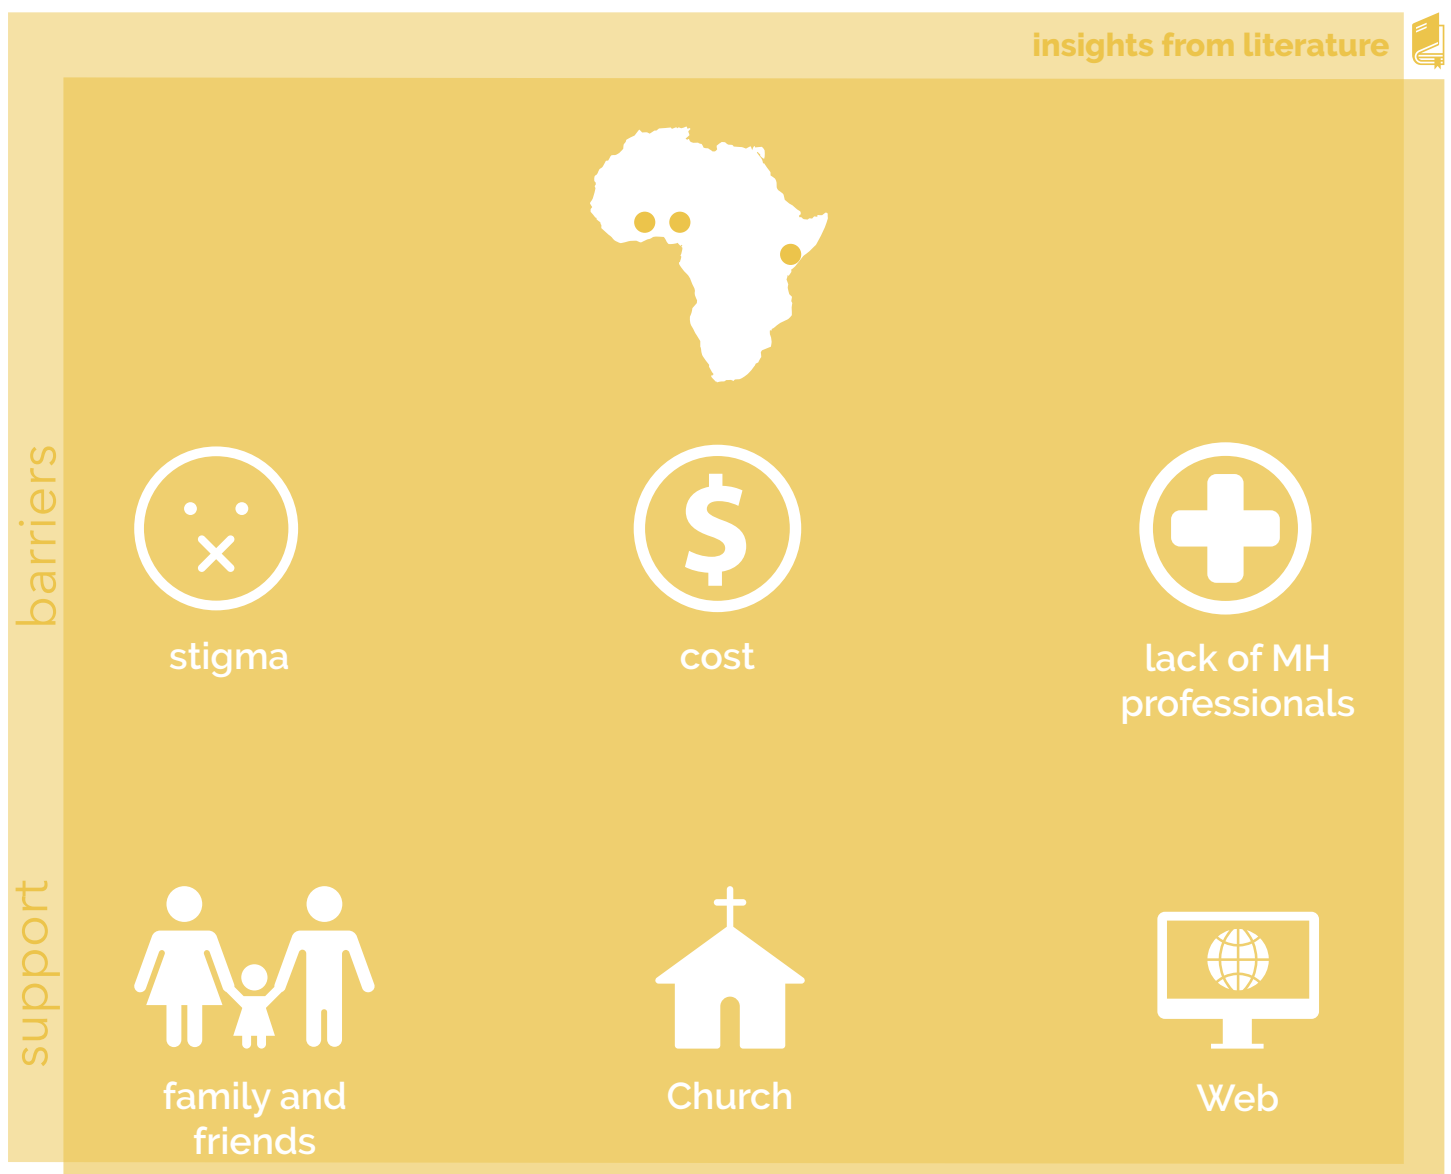 insights from literature
barriers
stigma
cost
lack of MH
professionals
support
family and
friends
Church
Web